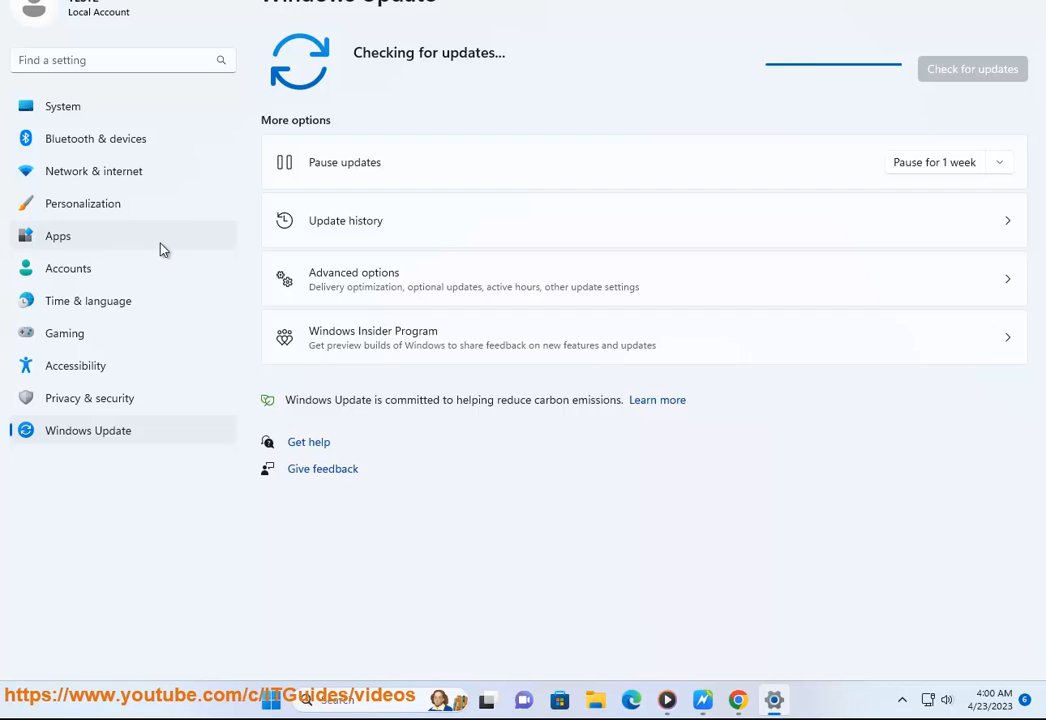 Local Account
Windows Update
Find a setting
Checking for updates...
Check for updates
System
Bluetooth & devices
Network & internet
Personalization
Apps
Accounts
Time & language
Gaming
Accessibility
Privacy & security
Windows Update
More options
Pause updates
Pause for 1 week
Update history
Advanced options
Delivery optimization, optional updates, active hours, other update settings
Windows Insider Program
Get preview builds of Windows to share feedback on new features and updates
Windows Update is committed to helping reduce carbon emissions. Learn more
Get help
Give feedback
https://www.youtube.com/c/ITGuides/videos
Search
4:00 AM
4/23/2023
6